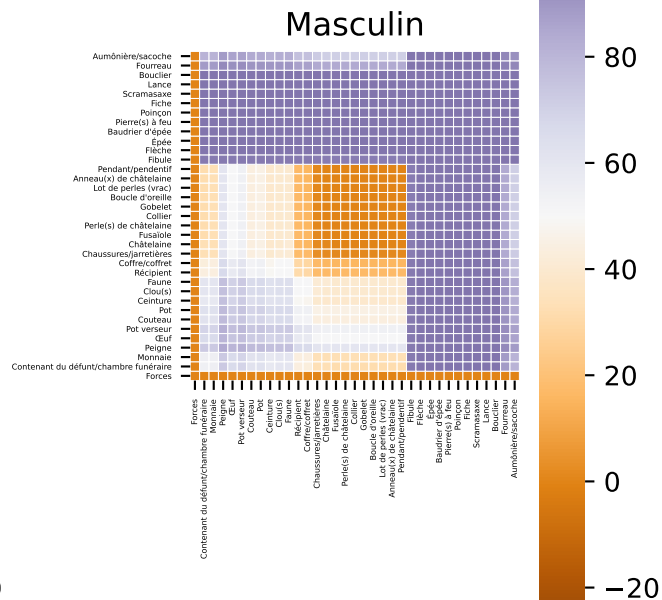 Masculin
Aumônière/sacoche
Fourreau
Bouclier
Lance
Scramasaxe
Fiche
Poinçon
Pierre(s) à feu
Baudrier d'épée
Épée
Flèche
Fibule
Pendant/pendentif
Anneau(x) de châtelaine
Lot de perles (vrac)
Boucle d'oreille
Gobelet
Collier
Perle(s) de châtelaine
Fusaïole
Châtelaine
Chaussures/jarretières
Coffre/coffret
Récipient
Faune
Clou(s)
Ceinture
Pot
Couteau
Pot verseur
Œuf
Peigne
Monnaie
Contenant du défunt/chambre funéraire
Forces
Forces
Contenant du défunt/chambre funéraire
Monnaie
Peigne
Œuf
Pot verseur
Couteau
Pot
Ceinture
Clou(s)
Faune
Récipient
Coffre/coffret
Chaussures/jarretières
Châtelaine
Fusaïole
Perle(s) de châtelaine
Collier
Gobelet
Boucle d'oreille
Lot de perles (vrac)
Anneau(x) de châtelaine
Pendant/pendentif
Fibule
Flèche
Épée
Baudrier d'épée
Pierre(s) à feu
Poinçon
Fiche
Scramasaxe
Lance
Bouclier
Fourreau
Aumônière/sacoche
80
60
40
20
0
−20